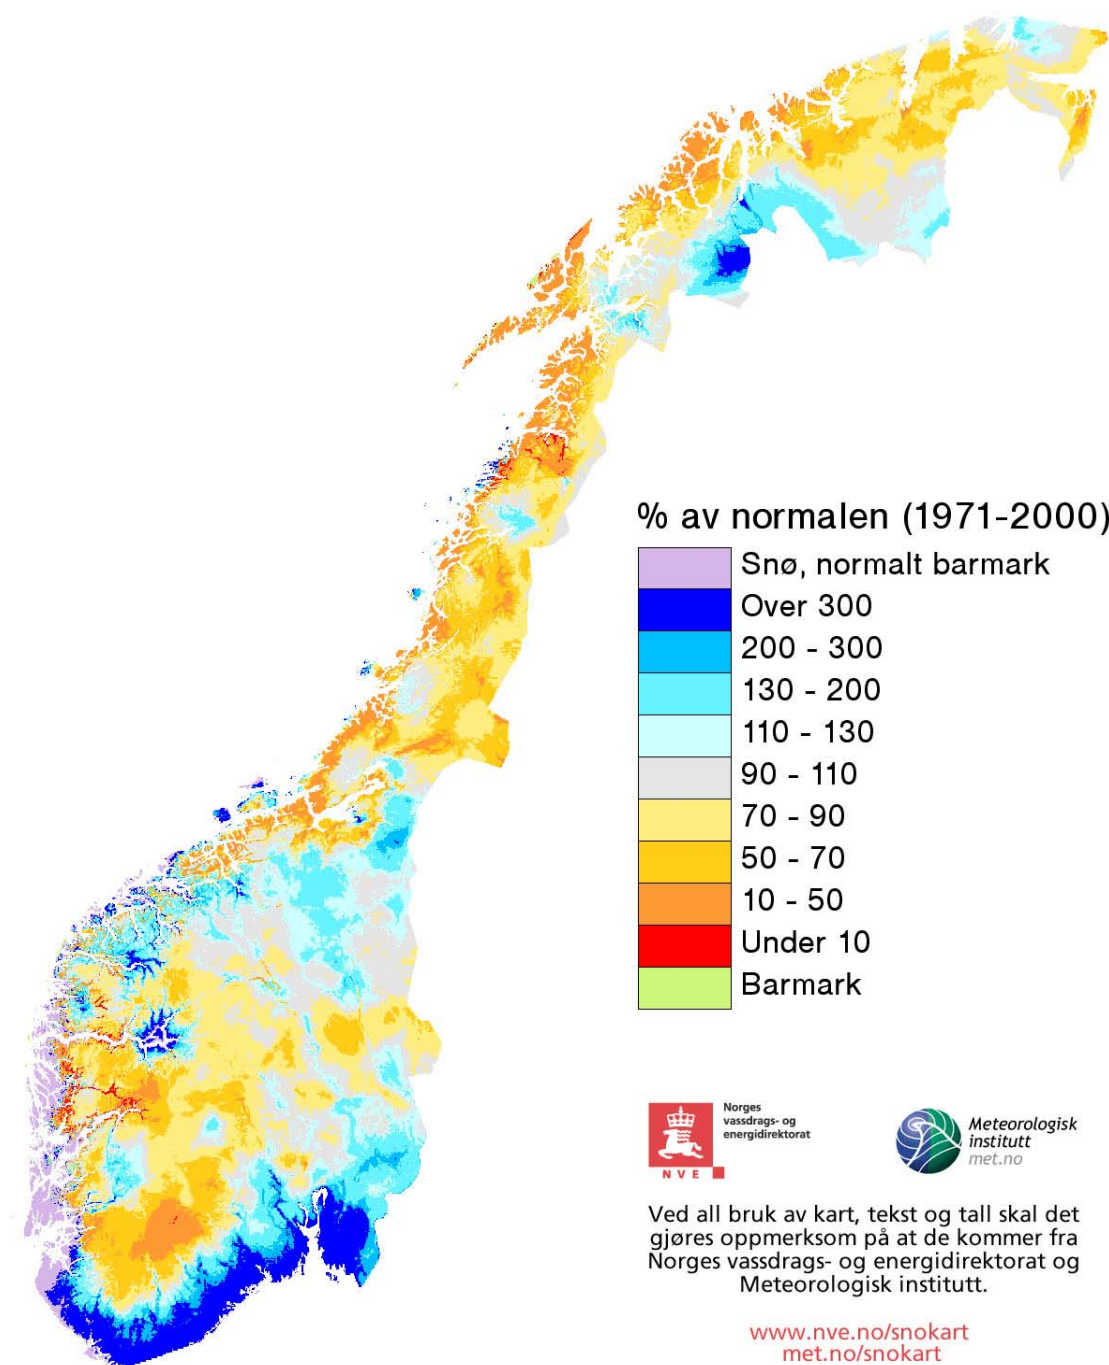 % av normalen (1971-2000)
Snø, normalt barmark
Over 300
200 - 300
130 - 200
110 - 130
90 - 110
70 - 90
50 - 70
10 - 50
Under 10
Barmark
Norges
vassdrags- og
energidirektorat
NVE
Meteorologisk
institutt
met.no
Ved all bruk av kart, tekst og tall skal det
gjøres oppmerksom på at de kommer fra
Norges vassdrags- og energidirektorat og
Meteorologisk institutt.
www.nve.no/snokart
met.no/snokart